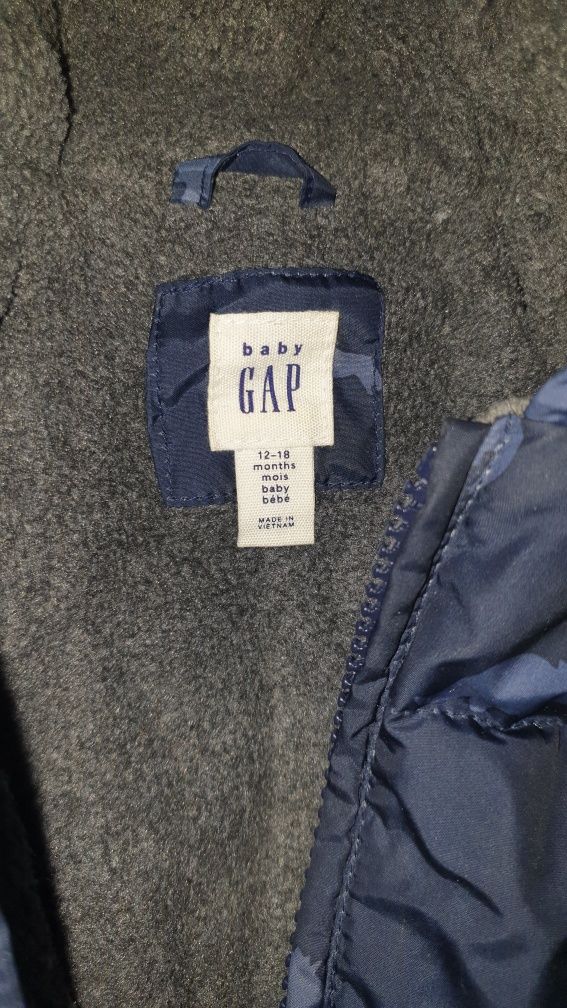 baby
GAP
12-18
months
mois
baby
bébé
MADE IN
VIETNAM